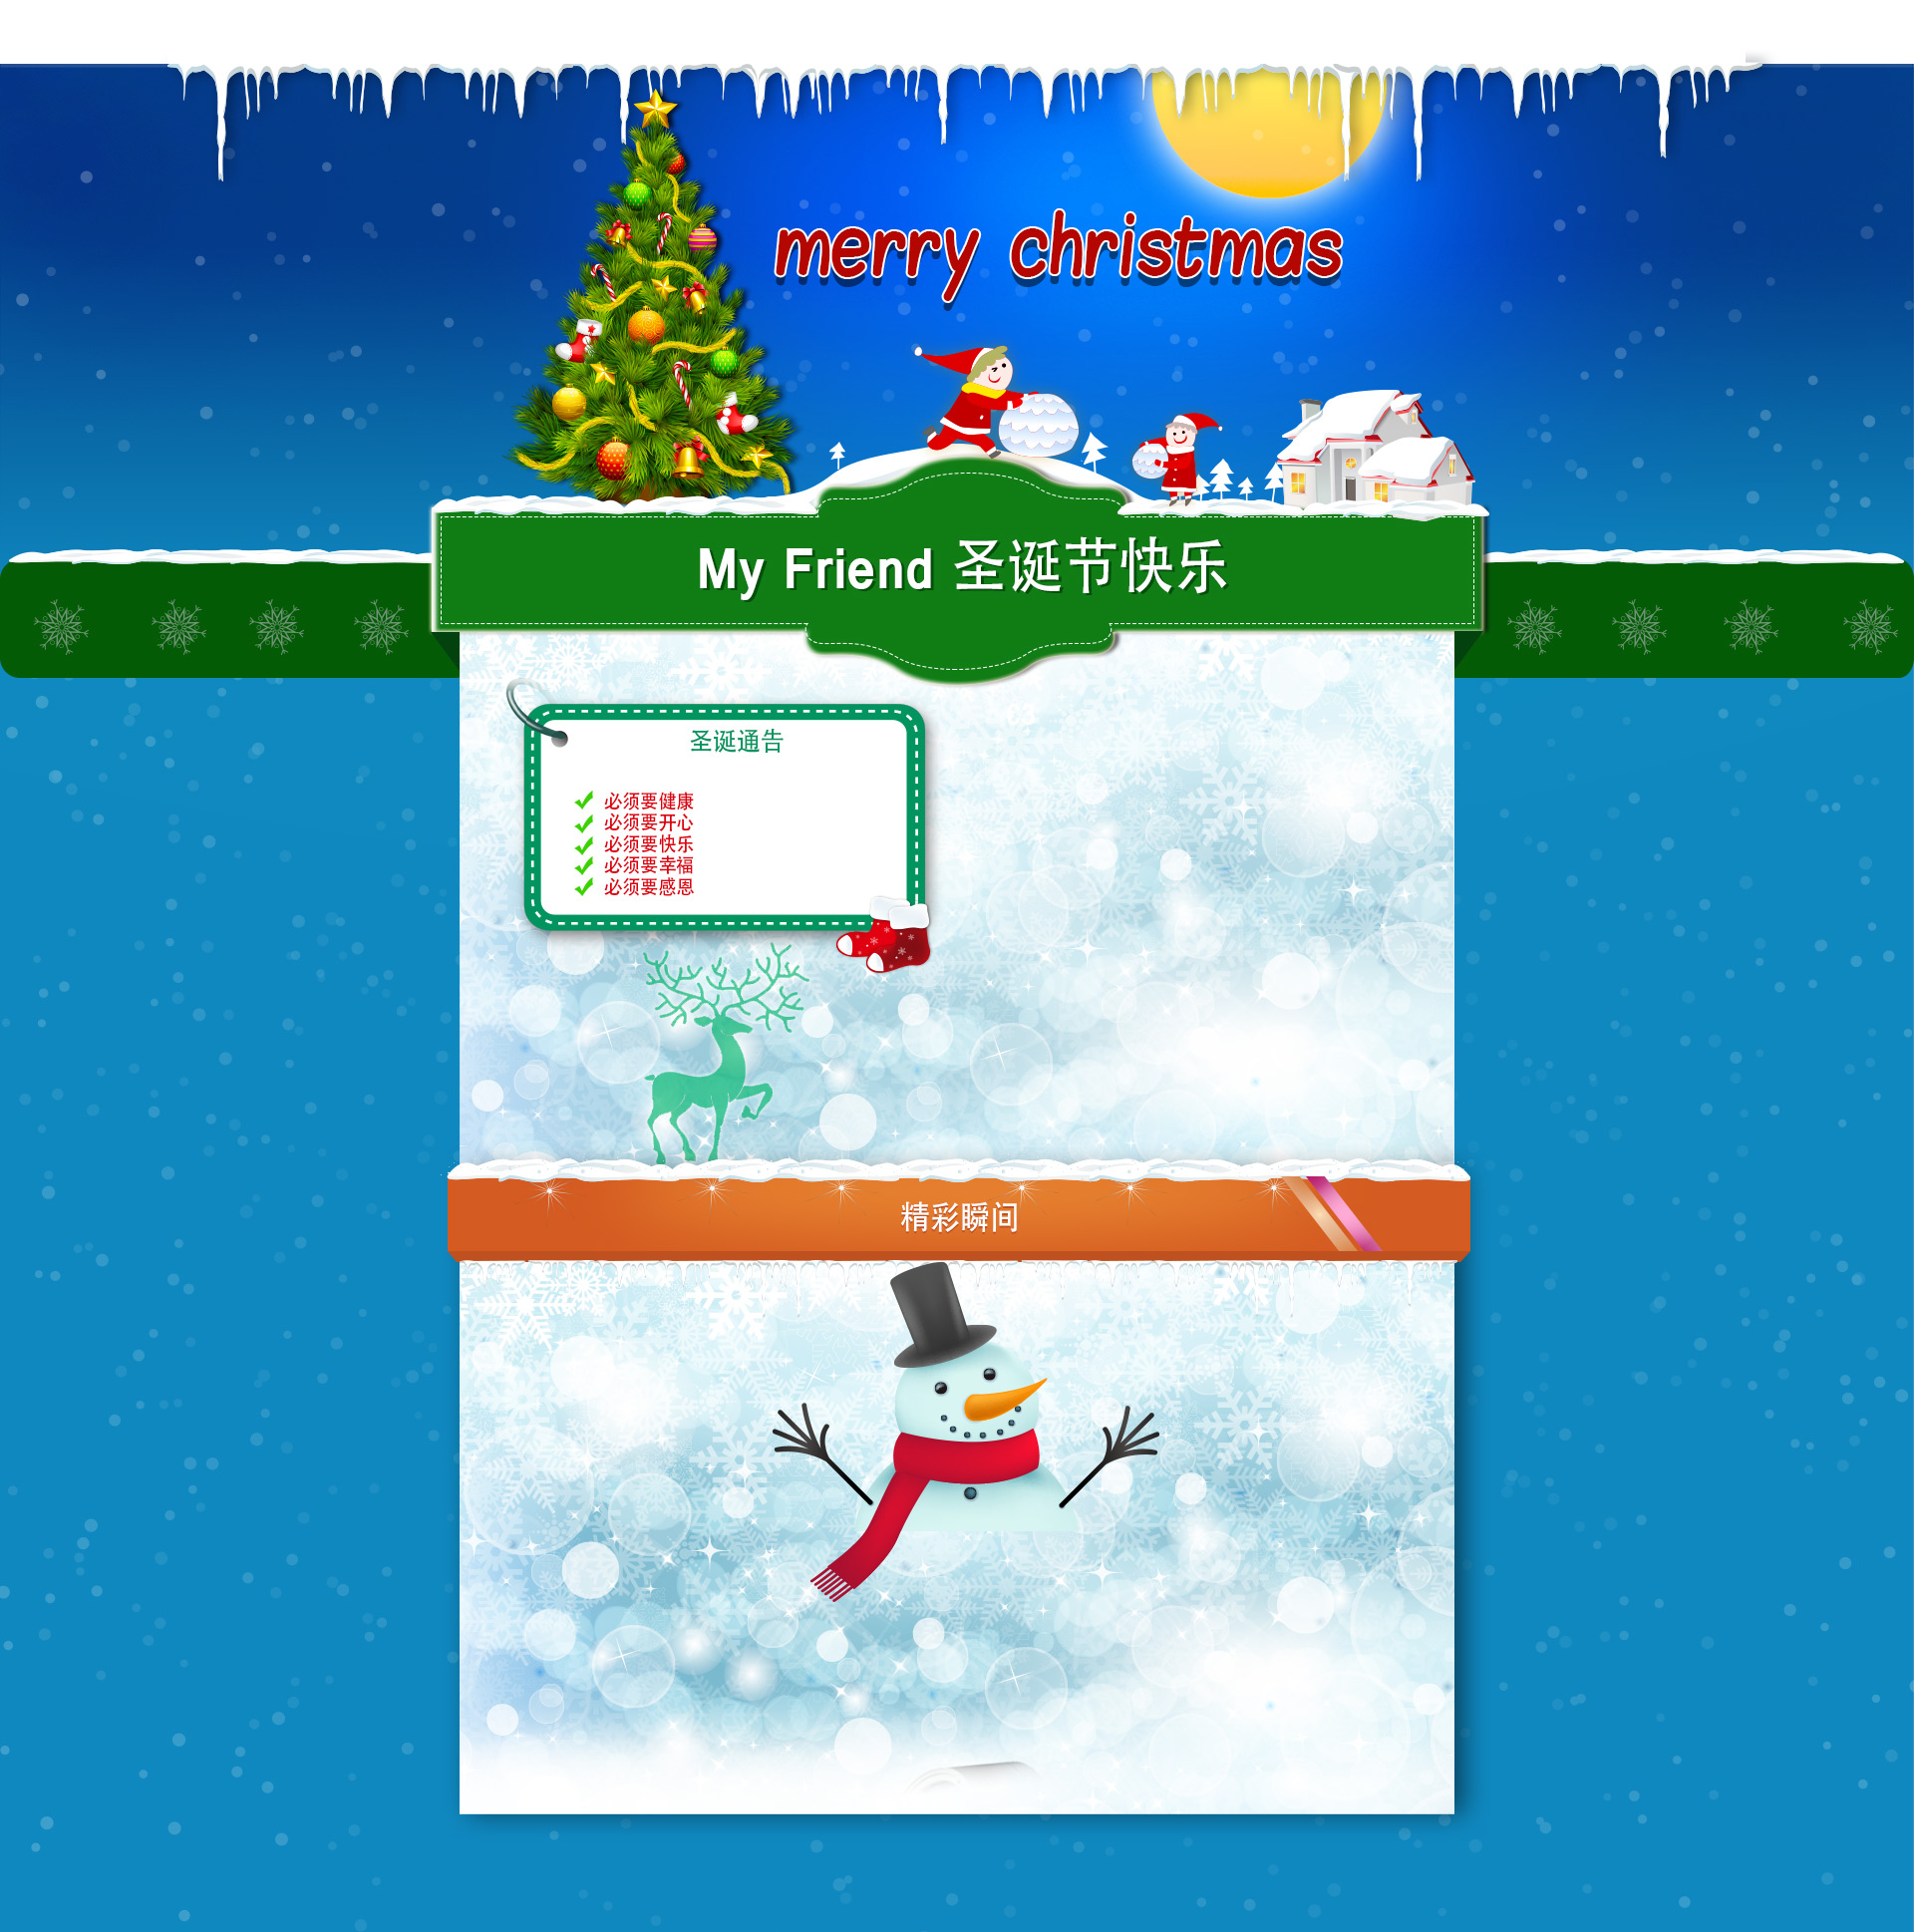 merry christmas
My Friend 圣诞节快乐
圣诞通告
必须要健康
必须要开心
必须要快乐
必须要幸福
必须要感恩
精彩瞬间